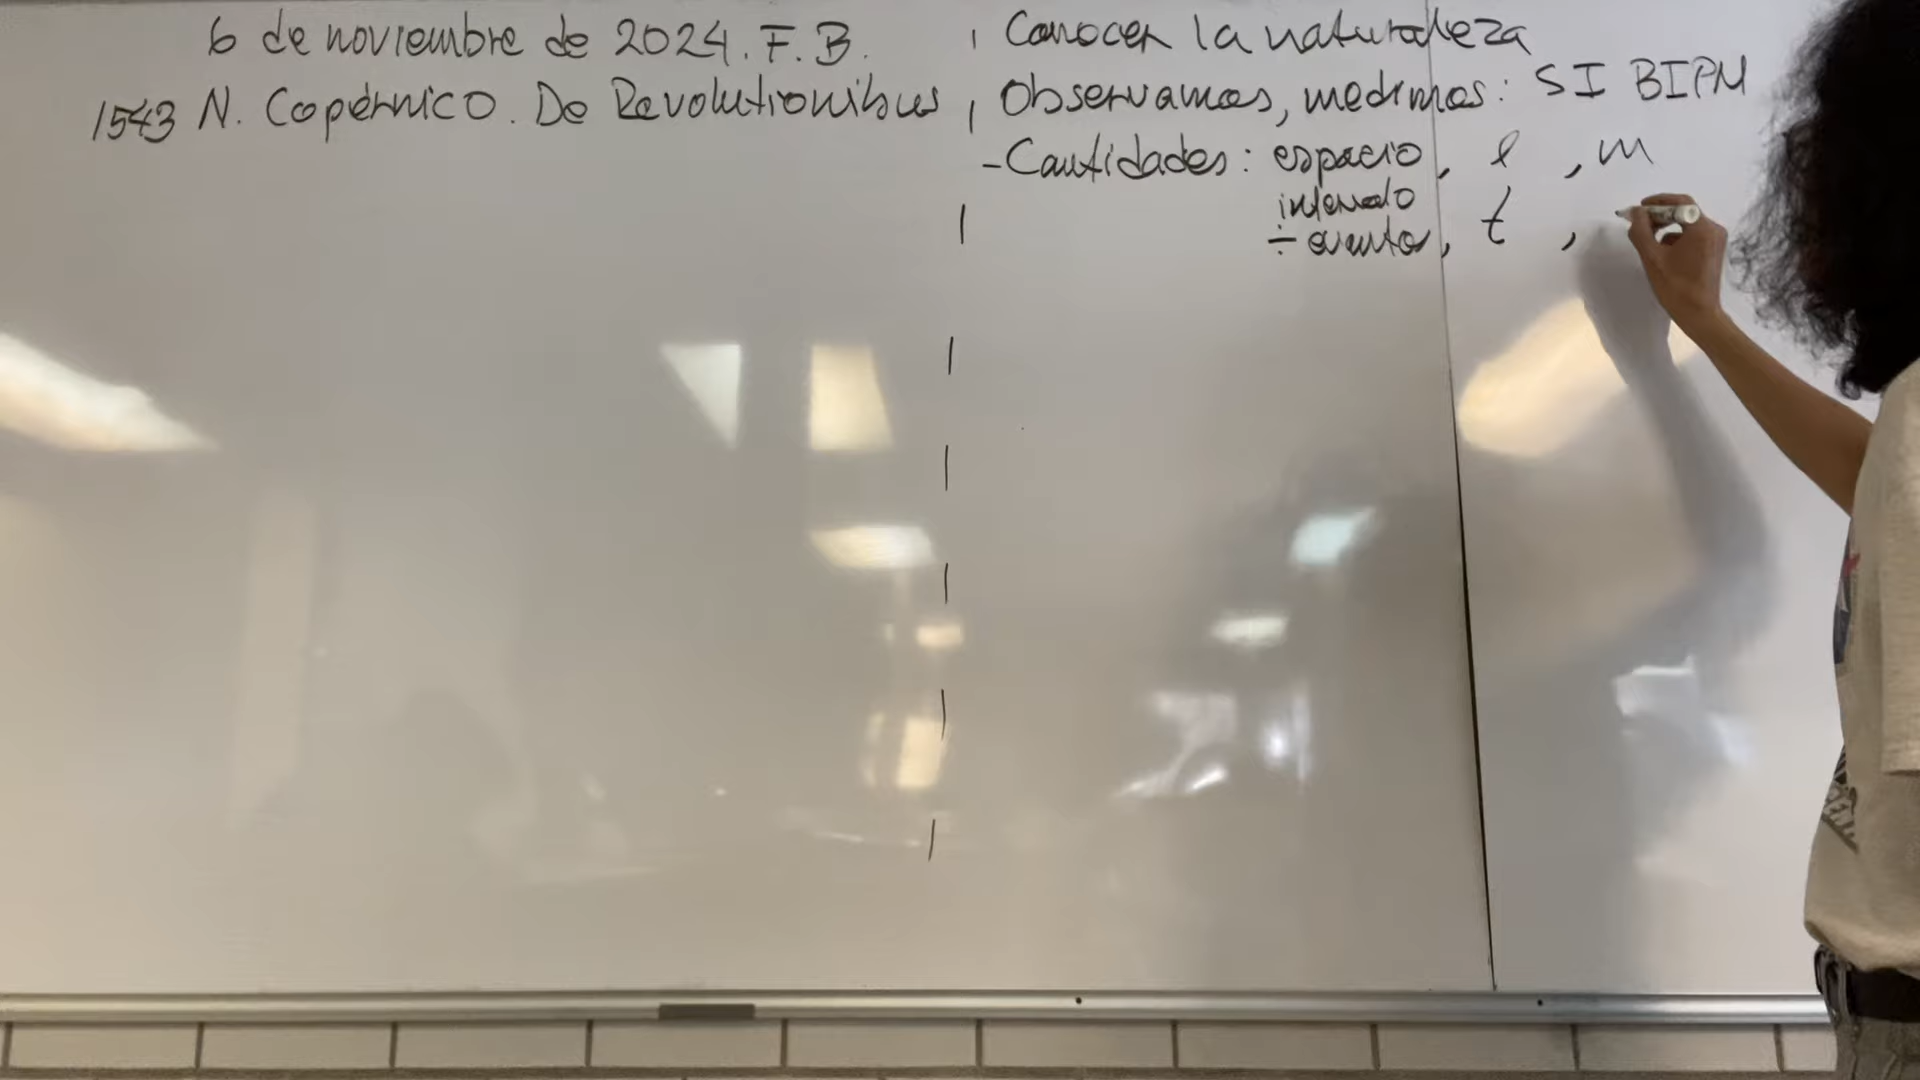 6 de noviembre de 2024. F. B.
1543 N. Copérnico. De Revolutionibus
Conocer la naturaleza
Observamos, medimos: SI BIPM
- Cantidades: espacio, l, m
intervalo
÷ eventos, t,